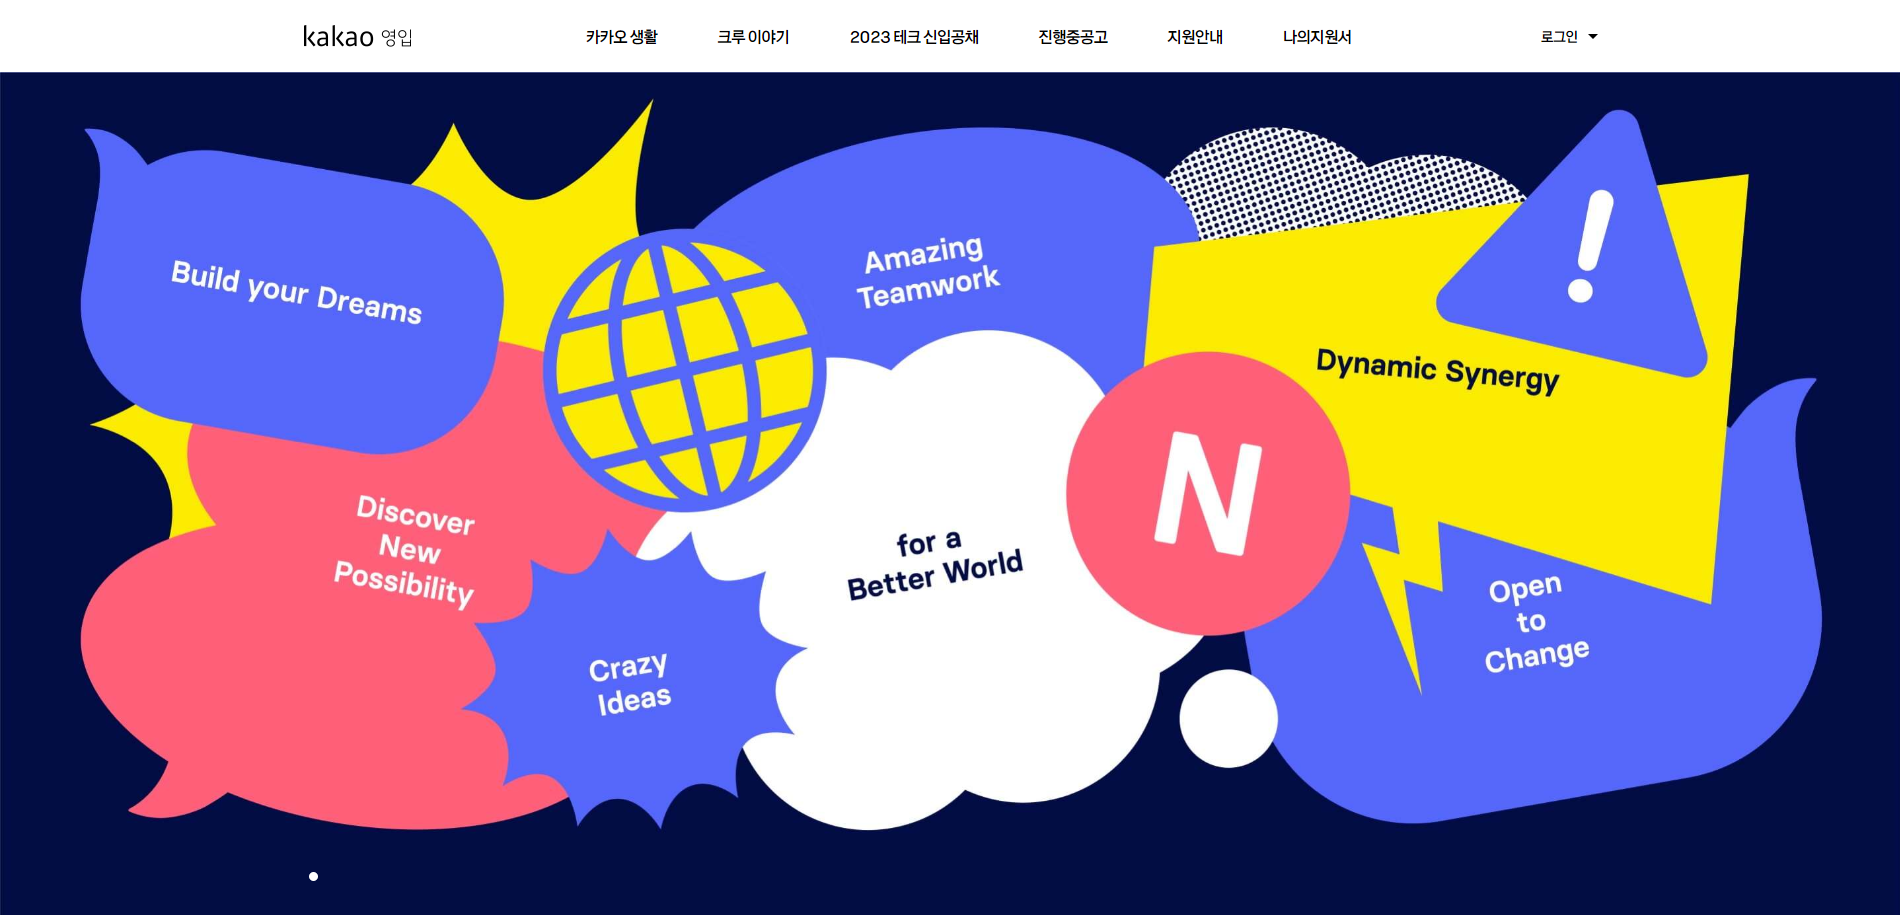 kakao 영입
카카오 생활
크루 이야기
2023 테크 신입공채
진행중공고
지원안내
나의지원서
로그인
Build your Dreams
Amazing
Teamwork
Dynamic Synergy
N
Discover
New
Possibility
for a
Better World
Open
to
Change
Crazy
Ideas